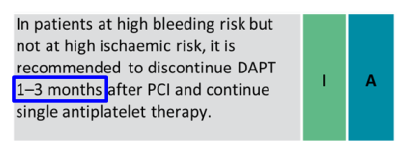 In patients at high bleeding risk but
not at high ischaemic risk, it is
recommended to discontinue DAPT
1–3 months after PCI and continue
single antiplatelet therapy.
I
A